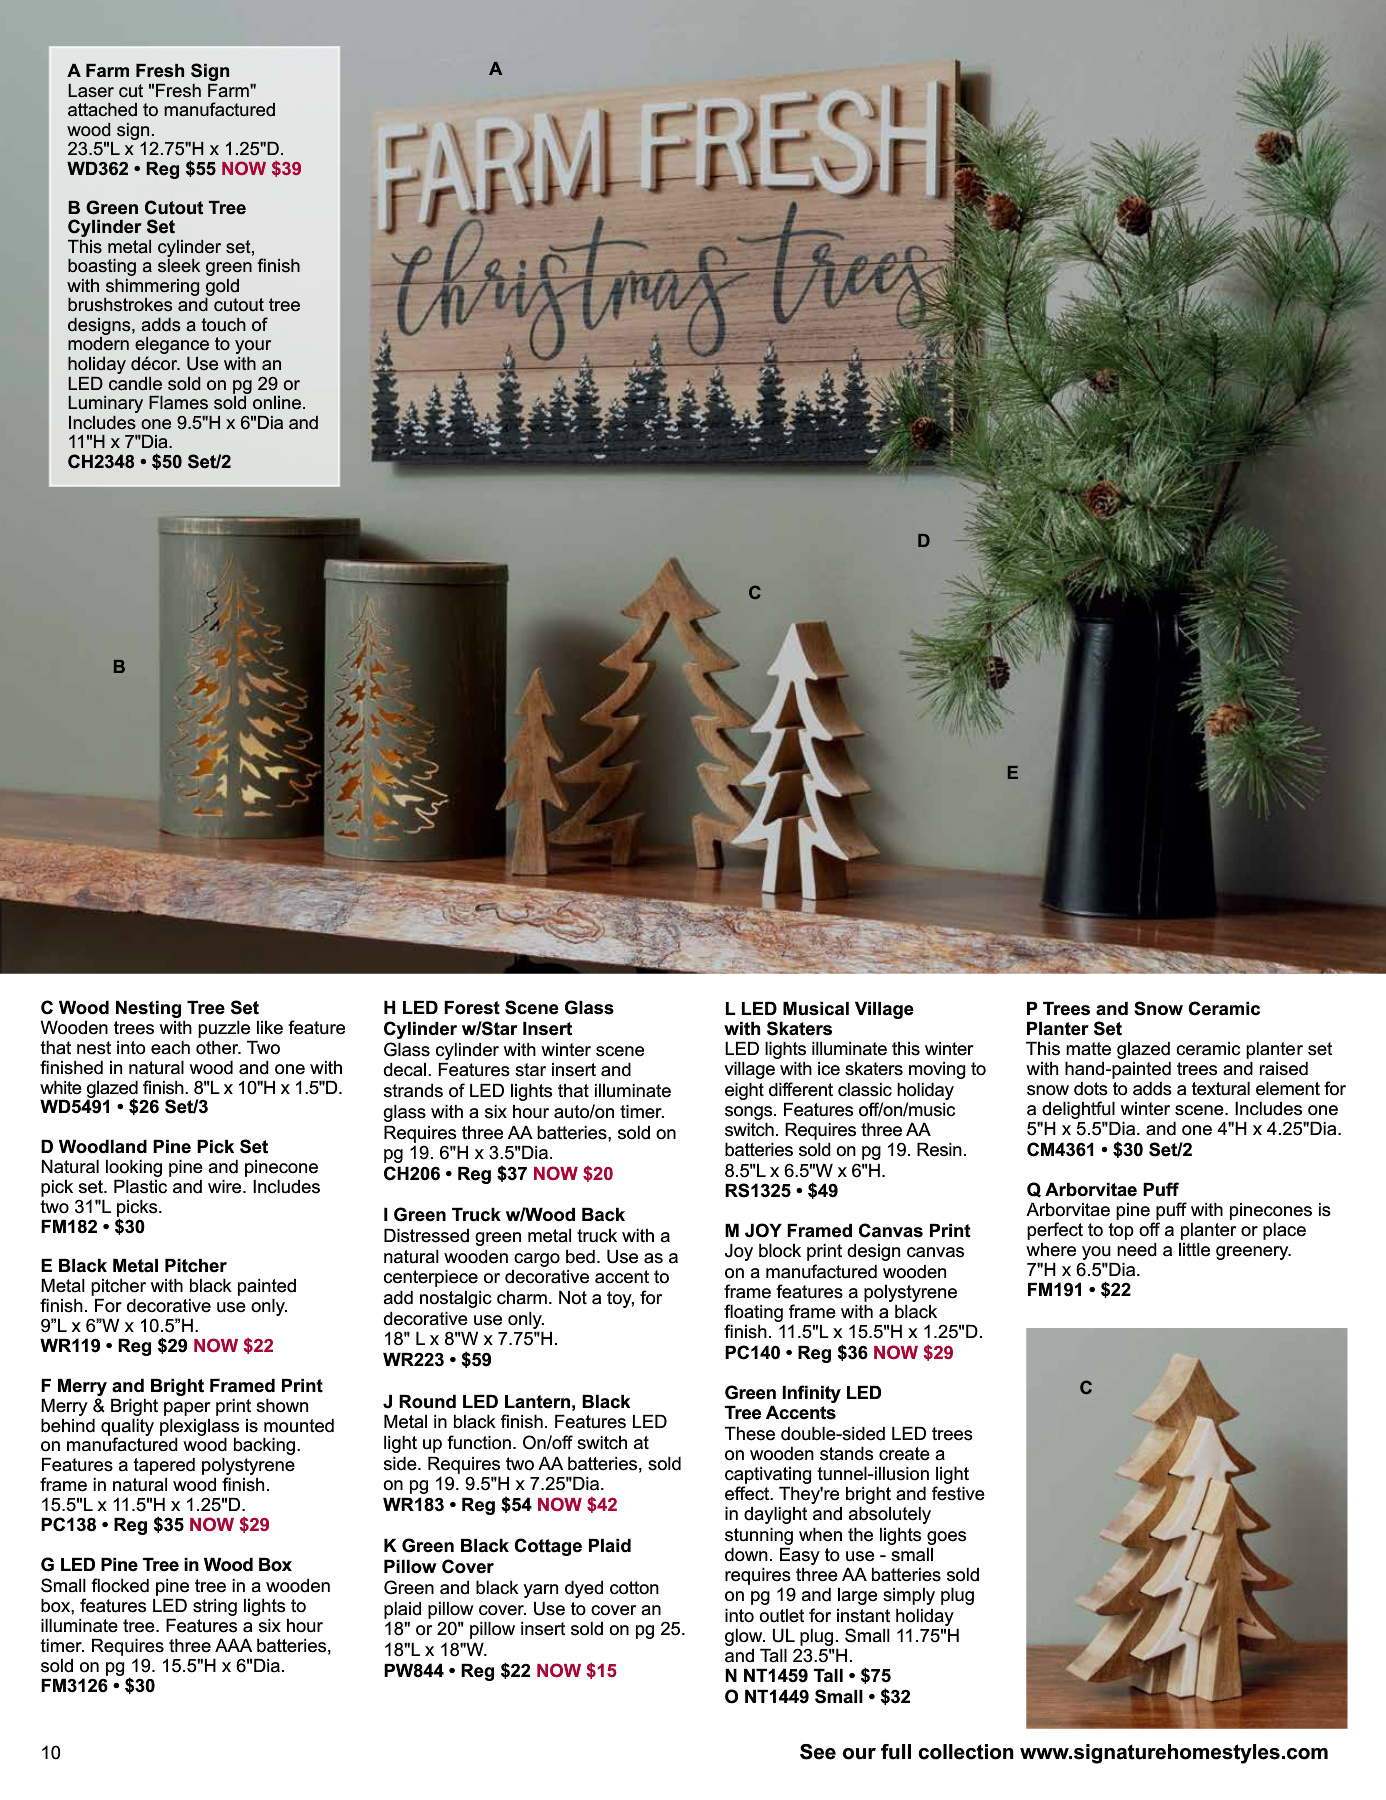 A Farm Fresh Sign
Laser cut "Fresh Farm"
attached to manufactured
wood sign.
23.5"L x 12.75"H x 1.25"D.
WD362 • Reg $55 NOW $39
B Green Cutout Tree
Cylinder Set
This metal cylinder set,
boasting a sleek green finish
with shimmering gold
brushstrokes and cutout tree
designs, adds a touch of
modern elegance to your
holiday décor. Use with an
LED candle sold on pg 29 or
Luminary Flames sold online.
Includes one 9.5"H x 6"Dia and
11"H x 7"Dia.
CH2348 • $50 Set/2
A
FARM FRESH
Christmas trees
B
C
D
E
C Wood Nesting Tree Set
Wooden trees with puzzle like feature
that nest into each other. Two
finished in natural wood and one with
white glazed finish. 8"L x 10"H x 1.5"D.
WD5491 • $26 Set/3
D Woodland Pine Pick Set
Natural looking pine and pinecone
pick set. Plastic and wire. Includes
two 31"L picks.
FM182 • $30
E Black Metal Pitcher
Metal pitcher with black painted
finish. For decorative use only.
9”L x 6”W x 10.5”H.
WR119 • Reg $29 NOW $22
F Merry and Bright Framed Print
Merry & Bright paper print shown
behind quality plexiglass is mounted
on manufactured wood backing.
Features a tapered polystyrene
frame in natural wood finish.
15.5"L x 11.5"H x 1.25"D.
PC138 • Reg $35 NOW $29
G LED Pine Tree in Wood Box
Small flocked pine tree in a wooden
box, features LED string lights to
illuminate tree. Features a six hour
timer. Requires three AAA batteries,
sold on pg 19. 15.5"H x 6"Dia.
FM3126 • $30
H LED Forest Scene Glass
Cylinder w/Star Insert
Glass cylinder with winter scene
decal. Features star insert and
strands of LED lights that illuminate
glass with a six hour auto/on timer.
Requires three AA batteries, sold on
pg 19. 6"H x 3.5"Dia.
CH206 • Reg $37 NOW $20
I Green Truck w/Wood Back
Distressed green metal truck with a
natural wooden cargo bed. Use as a
centerpiece or decorative accent to
add nostalgic charm. Not a toy, for
decorative use only.
18" L x 8"W x 7.75"H.
WR223 • $59
J Round LED Lantern, Black
Metal in black finish. Features LED
light up function. On/off switch at
side. Requires two AA batteries, sold
on pg 19. 9.5"H x 7.25"Dia.
WR183 • Reg $54 NOW $42
K Green Black Cottage Plaid
Pillow Cover
Green and black yarn dyed cotton
plaid pillow cover. Use to cover an
18" or 20" pillow insert sold on pg 25.
18"L x 18"W.
PW844 • Reg $22 NOW $15
L LED Musical Village
with Skaters
LED lights illuminate this winter
village with ice skaters moving to
eight different classic holiday
songs. Features off/on/music
switch. Requires three AA
batteries sold on pg 19. Resin.
8.5"L x 6.5"W x 6"H.
RS1325 • $49
M JOY Framed Canvas Print
Joy block print design canvas
on a manufactured wooden
frame features a polystyrene
floating frame with a black
finish. 11.5"L x 15.5"H x 1.25"D.
PC140 • Reg $36 NOW $29
Green Infinity LED
Tree Accents
These double-sided LED trees
on wooden stands create a
captivating tunnel-illusion light
effect. They're bright and festive
in daylight and absolutely
stunning when the lights goes
down. Easy to use - small
requires three AA batteries sold
on pg 19 and large simply plug
into outlet for instant holiday
glow. UL plug. Small 11.75"H
and Tall 23.5"H.
N NT1459 Tall • $75
O NT1449 Small • $32
P Trees and Snow Ceramic
Planter Set
This matte glazed ceramic planter set
with hand-painted trees and raised
snow dots to adds a textural element for
a delightful winter scene. Includes one
5"H x 5.5"Dia. and one 4"H x 4.25"Dia.
CM4361 • $30 Set/2
Q Arborvitae Puff
Arborvitae pine puff with pinecones is
perfect to top off a planter or place
where you need a little greenery.
7"H x 6.5"Dia.
FM191 • $22
C
10
See our full collection www.signaturehomestyles.com